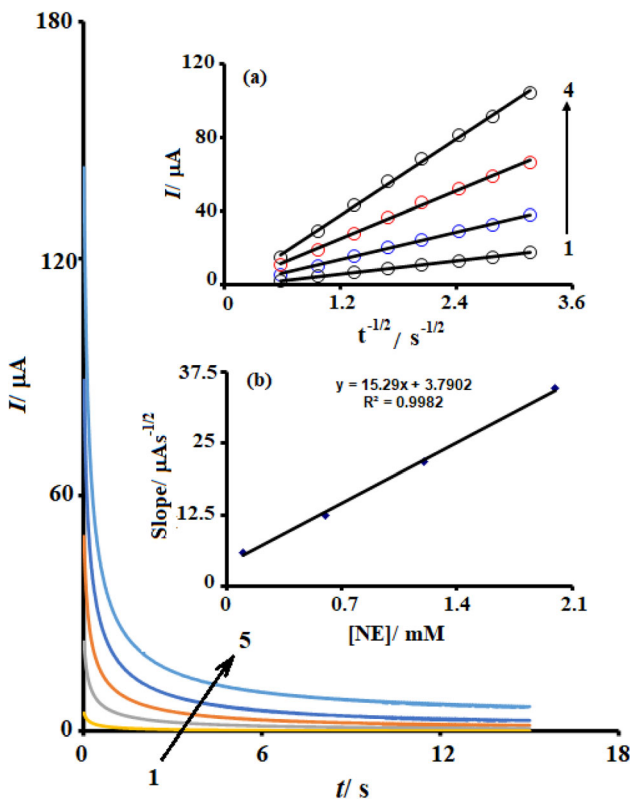 180
120
60
0
I/ μA
0
6
12
18
t/ s
1
5
(a)
120
80
40
0
I/ μA
0
1.2
2.4
3.6
t-1/2/ s-1/2
4
1
(b)
y = 15.29x + 3.7902
R² = 0.9982
37.5
25
12.5
0
Slope/ μAs-1/2
0
0.7
1.4
2.1
[NE]/ mM